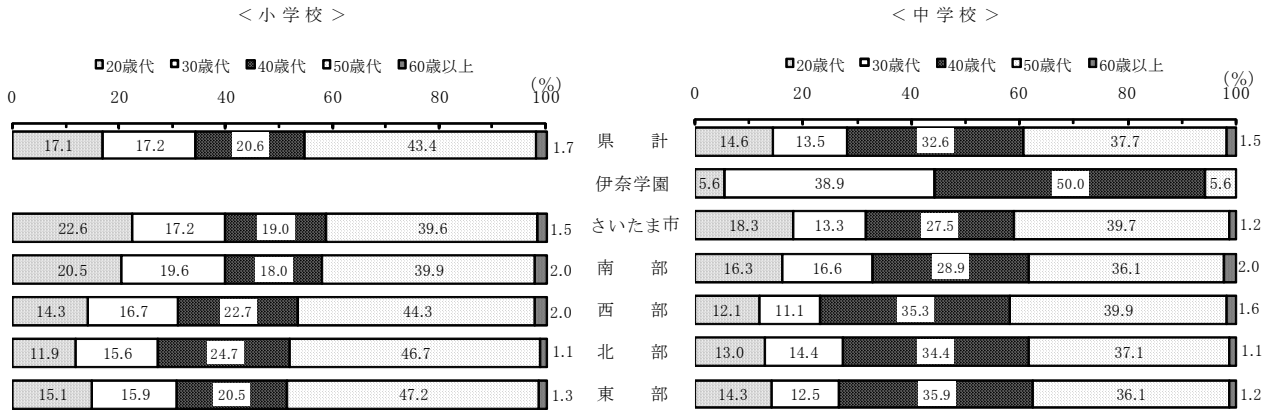 ＜ 小 学 校 ＞ ＜ 中 学 校 ＞
20歳代 30歳代 40歳代 50歳代 60歳以上 20歳代 30歳代 40歳代 50歳代 60歳以上
(%) (%)
0 20 40 60 80 100 0 20 40 60 80 100
17.1 17.2 20.6 43.4 1.7 県 計 14.6 13.5 32.6 37.7 1.5
伊奈学園 5.6 38.9 50.0 5.6
22.6 17.2 19.0 39.6 1.5 さいたま市 18.3 13.3 27.5 39.7 1.2
20.5 19.6 18.0 39.9 2.0 南 部 16.3 16.6 28.9 36.1 2.0
14.3 16.7 22.7 44.3 2.0 西 部 12.1 11.1 35.3 39.9 1.6
11.9 15.6 24.7 46.7 1.1 北 部 13.0 14.4 34.4 37.1 1.1
15.1 15.9 20.5 47.2 1.3 東 部 14.3 12.5 35.9 36.1 1.2